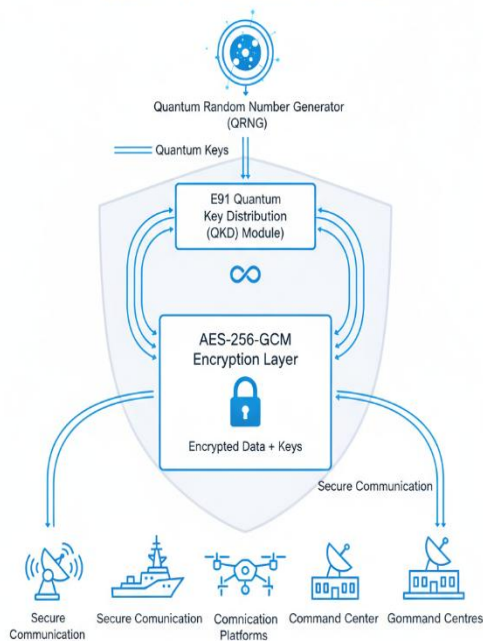 Quantum Random Number Generator
(QRNG)
Quantum Keys
E91 Quantum
Key Distribution
(QKD) Module)
AES-256-GCM
Encryption Layer
Encrypted Data + Keys
Secure Communication
Secure
Communication
Secure Comunication
Comnication
Platforms
Command Center
Gommand Centres